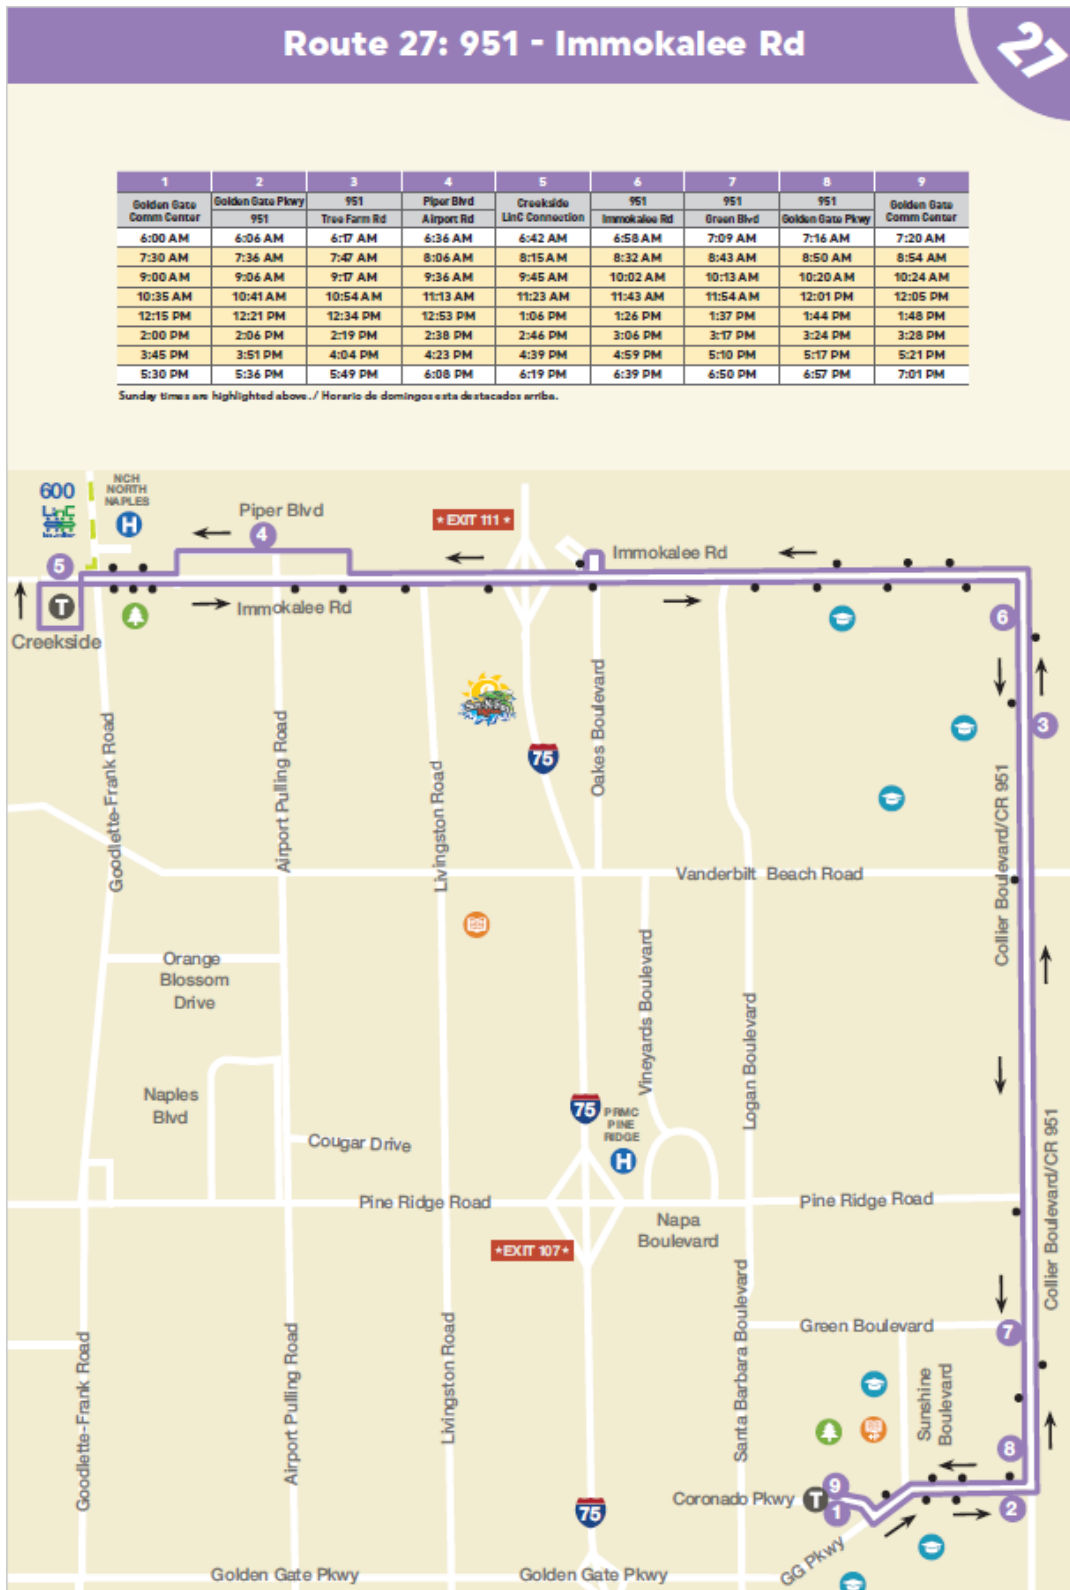 Route 27: 951 - Immokalee Rd
27
1 2 3 4 5 6 7 8 9
Golden Gate Comm Center Golden Gate Pkwy 951 951 Tree Farm Rd Piper Blvd Airport Rd Creekside LinC Connection 951 Immokalee Rd 951 Green Blvd 951 Golden Gate Pkwy Golden Gate Comm Center
6:00 AM 6:06 AM 6:17 AM 6:36 AM 6:42 AM 6:58 AM 7:09 AM 7:16 AM 7:20 AM
7:30 AM 7:36 AM 7:47 AM 8:06 AM 8:15 AM 8:32 AM 8:43 AM 8:50 AM 8:54 AM
9:00 AM 9:06 AM 9:17 AM 9:36 AM 9:45 AM 10:02 AM 10:13 AM 10:20 AM 10:24 AM
10:35 AM 10:41 AM 10:54 AM 11:13 AM 11:23 AM 11:43 AM 11:54 AM 12:01 PM 12:05 PM
12:15 PM 12:21 PM 12:34 PM 12:53 PM 1:06 PM 1:26 PM 1:37 PM 1:44 PM 1:48 PM
2:00 PM 2:06 PM 2:19 PM 2:38 PM 2:46 PM 3:06 PM 3:17 PM 3:24 PM 3:28 PM
3:45 PM 3:51 PM 4:04 PM 4:23 PM 4:39 PM 4:59 PM 5:10 PM 5:17 PM 5:21 PM
5:30 PM 5:36 PM 5:49 PM 6:08 PM 6:19 PM 6:39 PM 6:50 PM 6:57 PM 7:01 PM
Sunday times are highlighted above./ Horario de domingos esta destacados arriba.
600
LinC
NCH
NORTH
NAPLES
H
Piper Blvd
4
★ EXIT 111 ★
Immokalee Rd
5
T
Immokalee Rd
Creekside
6
3
75
Goodlette-Frank Road
Airport Pulling Road
Livingston Road
Oakes Boulevard
Collier Boulevard/CR 951
Vanderbilt Beach Road
Orange
Blossom
Drive
Vineyards Boulevard
Logan Boulevard
Naples
Blvd
75
PRMC
PINE
RIDGE
H
Cougar Drive
Collier Boulevard/CR 951
Pine Ridge Road
Pine Ridge Road
Napa
Boulevard
★EXIT 107★
Green Boulevard
7
Goodlette-Frank Road
Airport Pulling Road
Livingston Road
Santa Barbara Boulevard
Sunshine
Boulevard
8
Coronado Pkwy
T
9
1
2
75
GG Pkwy
Golden Gate Pkwy
Golden Gate Pkwy